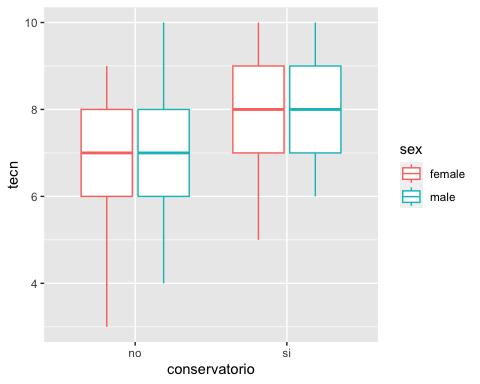 10
8
6
4
tecn
no
si
conservatorio
sex
female
male